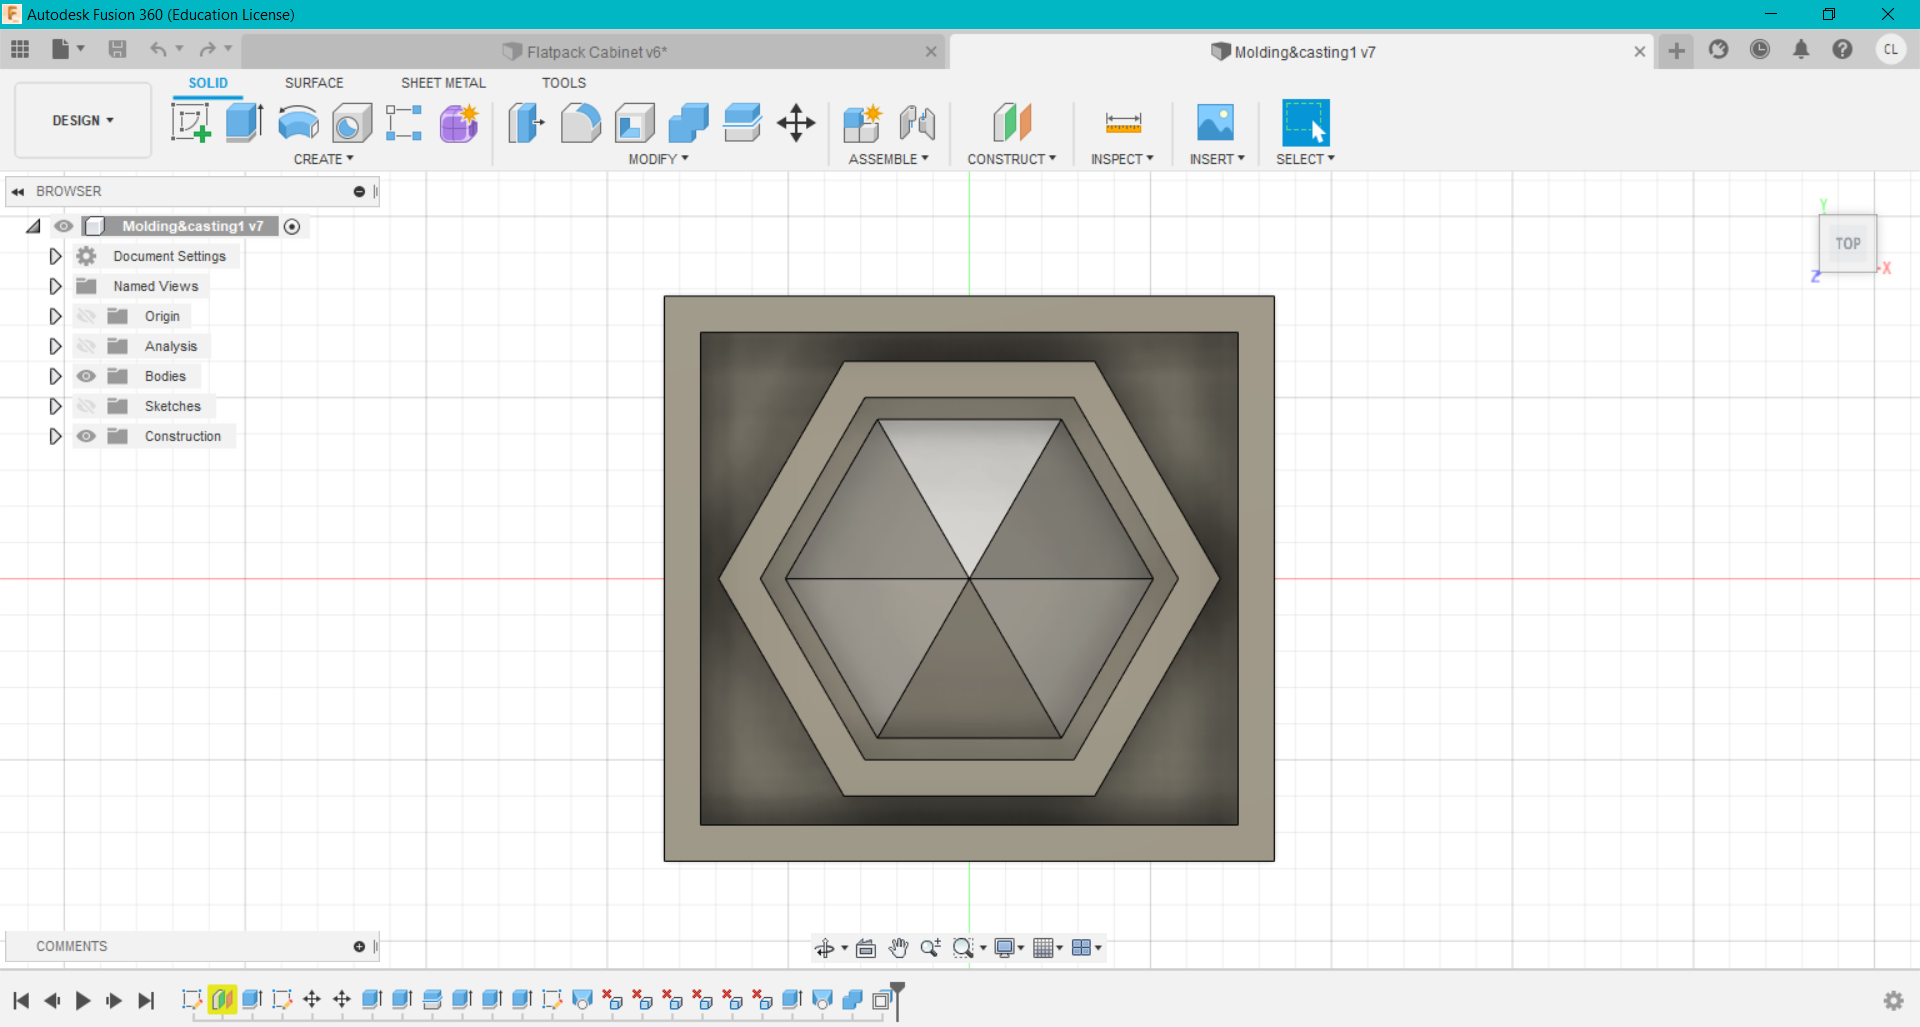 Autodesk Fusion 360 (Education License)
Flatpack Cabinet v6*
Molding&casting1 v7
CL
SOLID
SURFACE
SHEET METAL
TOOLS
DESIGN
CREATE
MODIFY
ASSEMBLE
CONSTRUCT
INSPECT
INSERT
SELECT
BROWSER
Molding&casting1 v7
Document Settings
Named Views
Origin
Analysis
Bodies
Sketches
Construction
Y
TOP
X
Z
COMMENTS